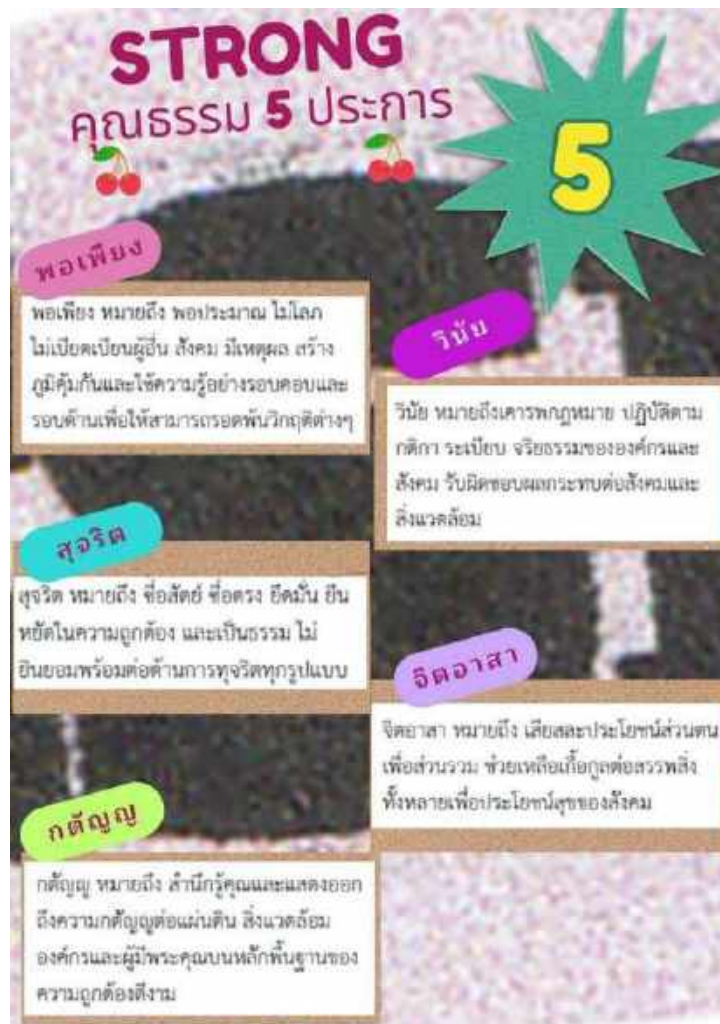 STRONG
คุณธรรม 5 ประการ
5
พอเพียง
พอเพียง หมายถึง พอประมาณ ไม่โลภ
ไม่เบียดเบียนผู้อื่น สังคม มีเหตุผล สร้าง
ภูมิคุ้มกันและใช้ความรู้อย่างรอบคอบและ
รอบด้านเพื่อให้สามารถรอดพ้นวิกฤติต่างๆ
วินัย
วินัย หมายถึงเคารพกฎหมาย ปฏิบัติตาม
กติกา ระเบียบ จริยธรรมขององค์กรและ
สังคม รับผิดชอบผลกระทบต่อสังคมและ
สิ่งแวดล้อม
สุจริต
สุจริต หมายถึง ซื่อสัตย์ ซื่อตรง ยึดมั่น ยืน
หยัดในความถูกต้อง และเป็นธรรม ไม่
ยินยอมพร้อมต่อต้านการทุจริตทุกรูปแบบ
จิตอาสา
จิตอาสา หมายถึง เสียสละประโยชน์ส่วนตน
เพื่อส่วนรวม ช่วยเหลือเกื้อกูลต่อสรรพสิ่ง
ทั้งหลายเพื่อประโยชน์สุขของสังคม
กตัญญู
กตัญญู หมายถึง สำนึกรู้คุณและแสดงออก
ถึงความกตัญญูต่อแผ่นดิน สิ่งแวดล้อม
องค์กรและผู้มีพระคุณบนหลักพื้นฐานของ
ความถูกต้องดีงาม